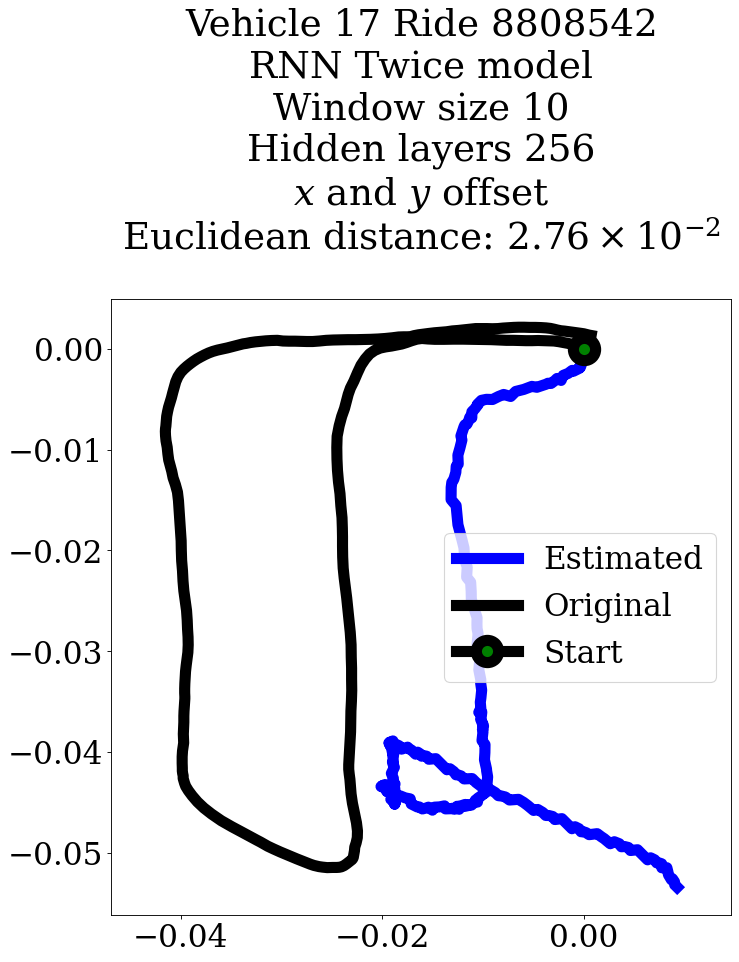 Vehicle 17 Ride 8808542
RNN Twice model
Window size 10
Hidden layers 256
x and y offset
Euclidean distance: 2.76 × 10⁻²
0.00
−0.01
−0.02
−0.03
−0.04
−0.05
Estimated
Original
Start
−0.04 −0.02 0.00